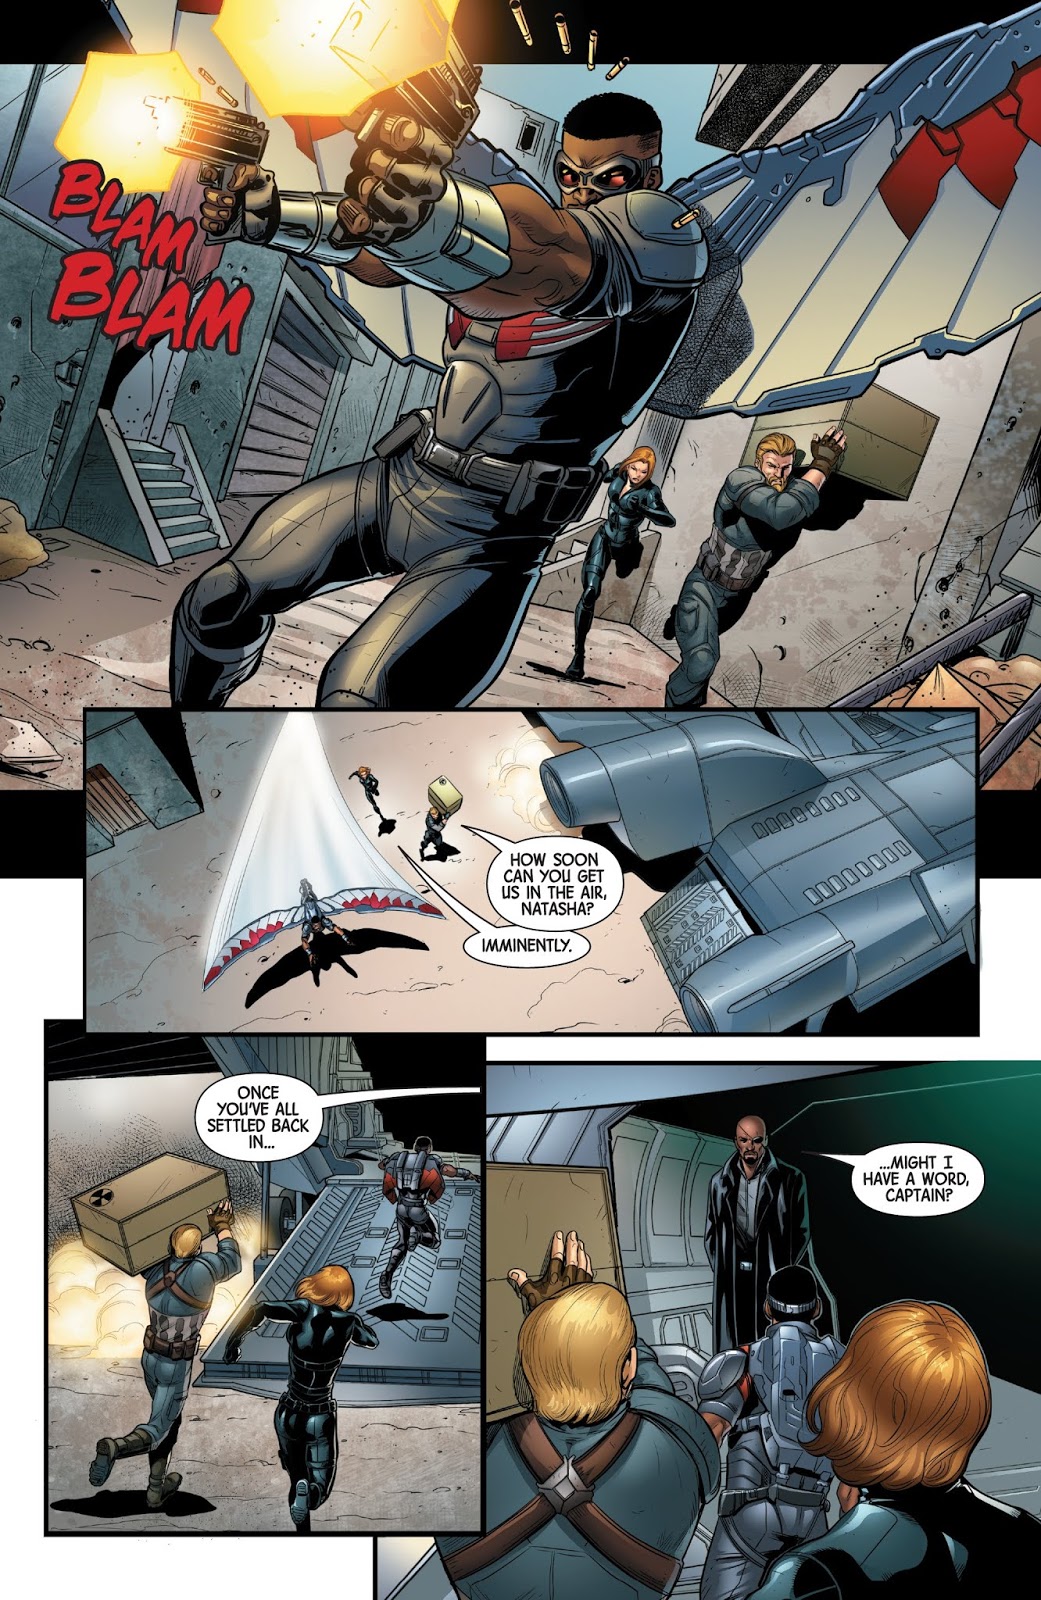 BLAM
BLAM
HOW SOON
CAN YOU GET
US IN THE AIR,
NATASHA?
IMMINENTLY.
ONCE
YOU'VE ALL
SETTLED BACK
IN...
...MIGHT I
HAVE A WORD,
CAPTAIN?